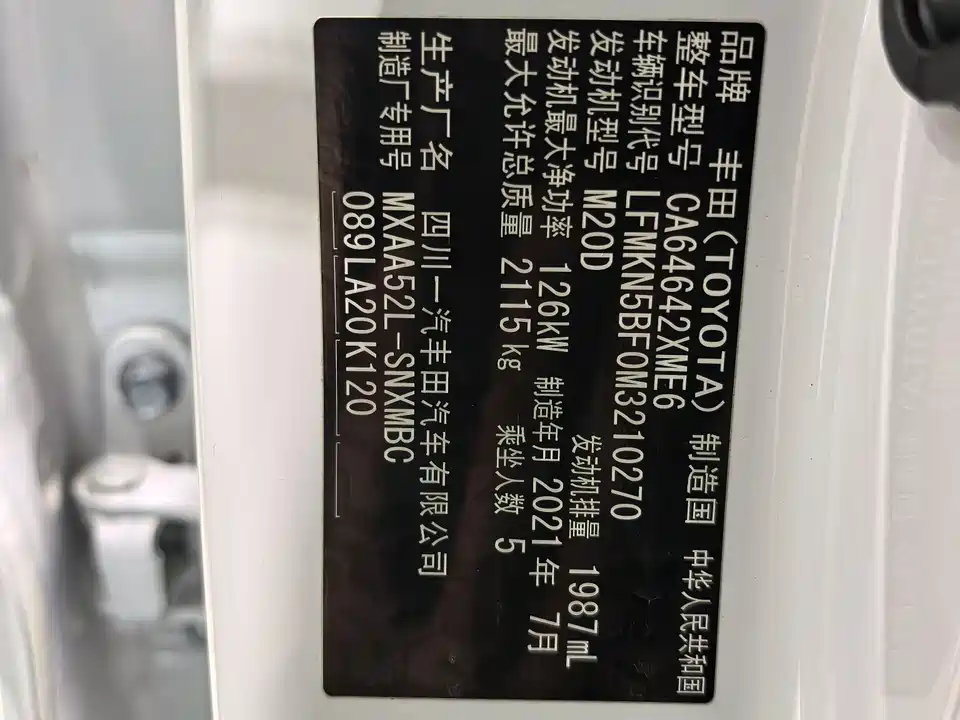 品牌 丰田(TOYOTA) 制造国 中华人民共和国
整车型号 CA64642XME6
车辆识别代号 LFMKN5BF0M3210270
发动机型号 M20D 发动机排量 1987mL
发动机最大净功率 126kW 制造年月 2021年 7月
最大允许总质量 2115kg 乘坐人数 5
生产厂名 四川一汽丰田汽车有限公司
制造厂专用号 MXAA52L-SNXMBC
089LA20K120